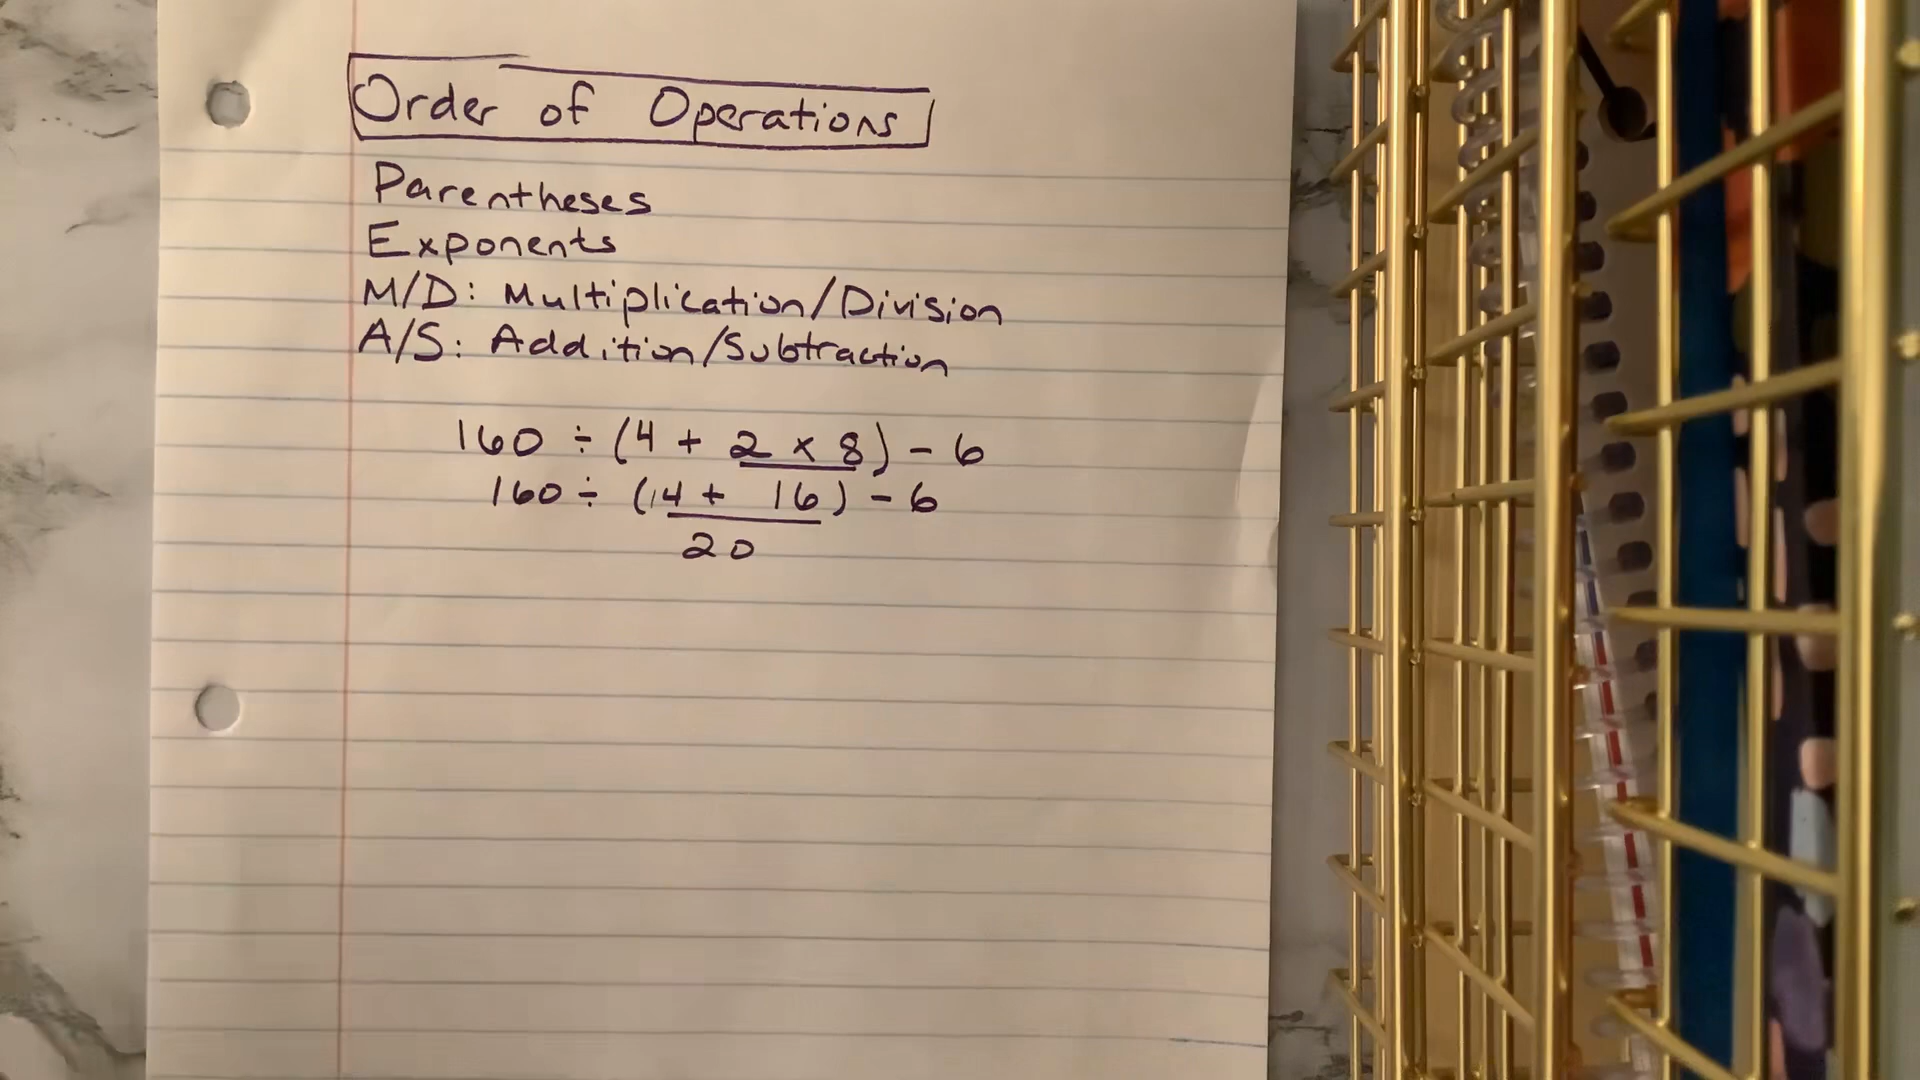 Order of Operations
Parentheses
Exponents
M/D: Multiplication/Division
A/S: Addition/Subtraction
160 ÷ (4 + 2 × 8) - 6
160 ÷ (4 + 16) - 6
20